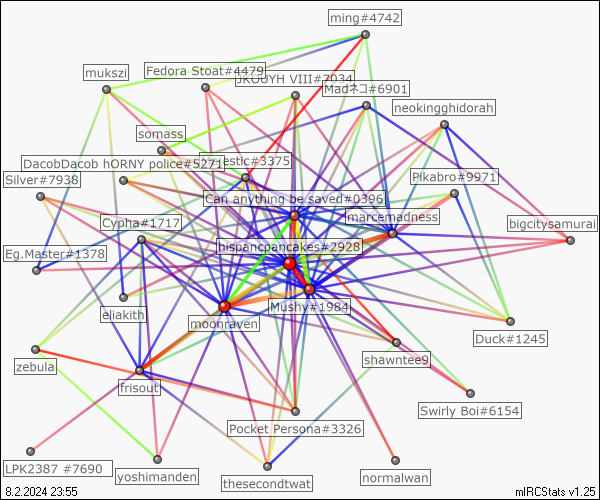 ming#4742
Fedora Stoat#4479
mukszi
JKGUYH VIII#7034
Madネコ#6901
neokingghidorah
somass
DacobDacob hORNY police#5271
estic#3375
Silver#7938
Pikabro#9971
Can anything be saved#0396
marcemadness
Cypha#1717
bigcitysamurai
hispancpancakes#2928
Eg.Master#1378
Mushy#1984
eljakith
moonraven
Duck#1245
shawntee9
zebula
frisout
Swirly Boi#6154
Pocket Persona#3326
LPK2387 #7690
yoshimanden
thesecondtwat
normalwan
8.2.2024 23:55
mIRCStats v1.25